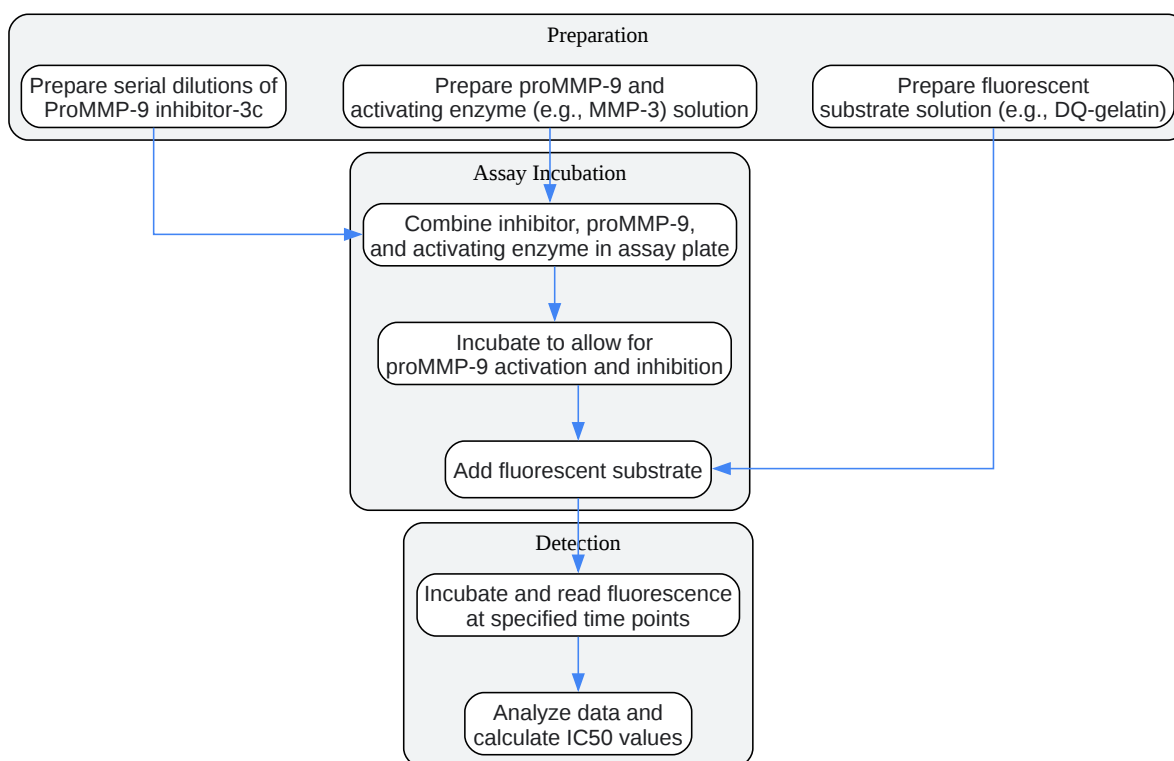 Preparation
Prepare serial dilutions of
ProMMP-9 inhibitor-3c
Prepare proMMP-9 and
activating enzyme (e.g., MMP-3) solution
Prepare fluorescent
substrate solution (e.g., DQ-gelatin)
Assay Incubation
Combine inhibitor, proMMP-9,
and activating enzyme in assay plate
Incubate to allow for
proMMP-9 activation and inhibition
Add fluorescent substrate
Detection
Incubate and read fluorescence
at specified time points
Analyze data and
calculate IC50 values